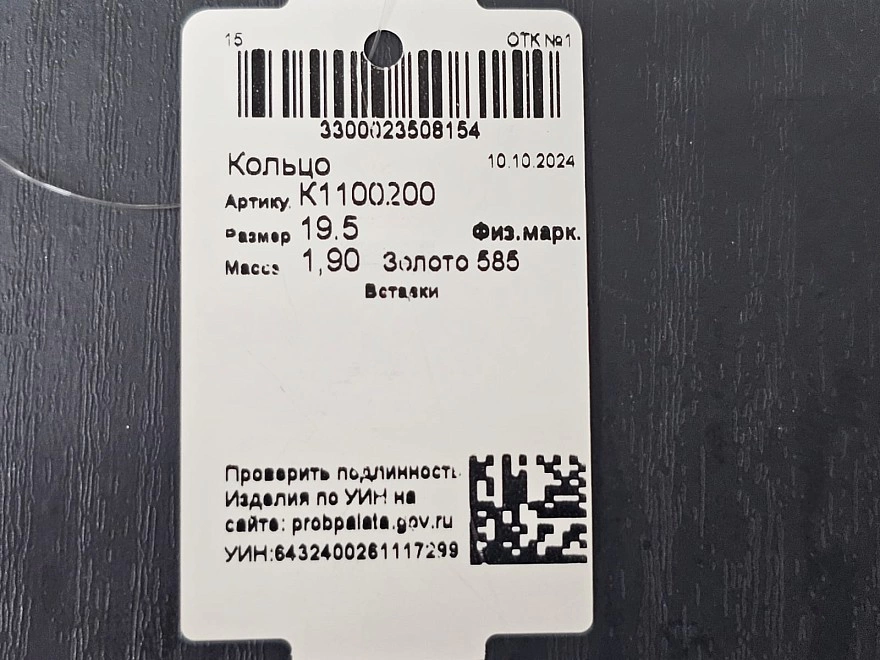 15 ОТК №1
3300023508154
Кольцо 10.10.2024
Артикул K1100200
Размер 19.5 Физ.марк.
Масса 1,90 Золото 585
Вставки
Проверить подлинность
Изделия по УИН на
сайте: probpalata.gov.ru
УИН:6432400261117299